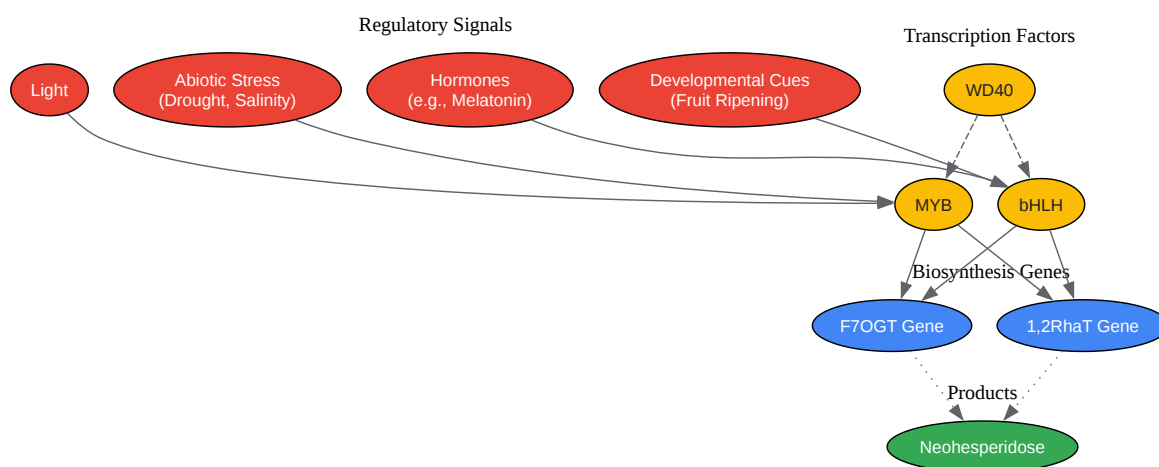 Regulatory Signals
Transcription Factors
Light
Abiotic Stress
(Drought, Salinity)
Hormones
(e.g., Melatonin)
Developmental Cues
(Fruit Ripening)
WD40
MYB
bHLH
Biosynthesis Genes
F7OGT Gene
1,2RhaT Gene
Products
Neohesperidose